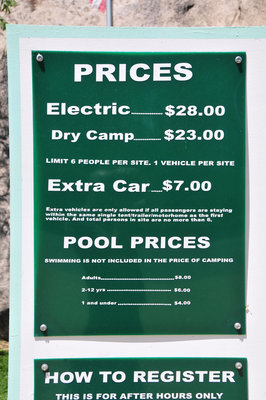 PRICES
Electric..............$28.00
Dry Camp............$23.00
LIMIT 6 PEOPLE PER SITE. 1 VEHICLE PER SITE
Extra Car.....$7.00
Extra vehicles are only allowed if all passengers are staying
within the same single tent/trailer/motorhome as the first
vehicle. And total persons in site are no more than 6.
POOL PRICES
SWIMMING IS NOT INCLUDED IN THE PRICE OF CAMPING
Adults..............................$8.00
2-12 yrs..............................$6.00
1 and under..............................$4.00
HOW TO REGISTER
THIS IS FOR AFTER HOURS ONLY